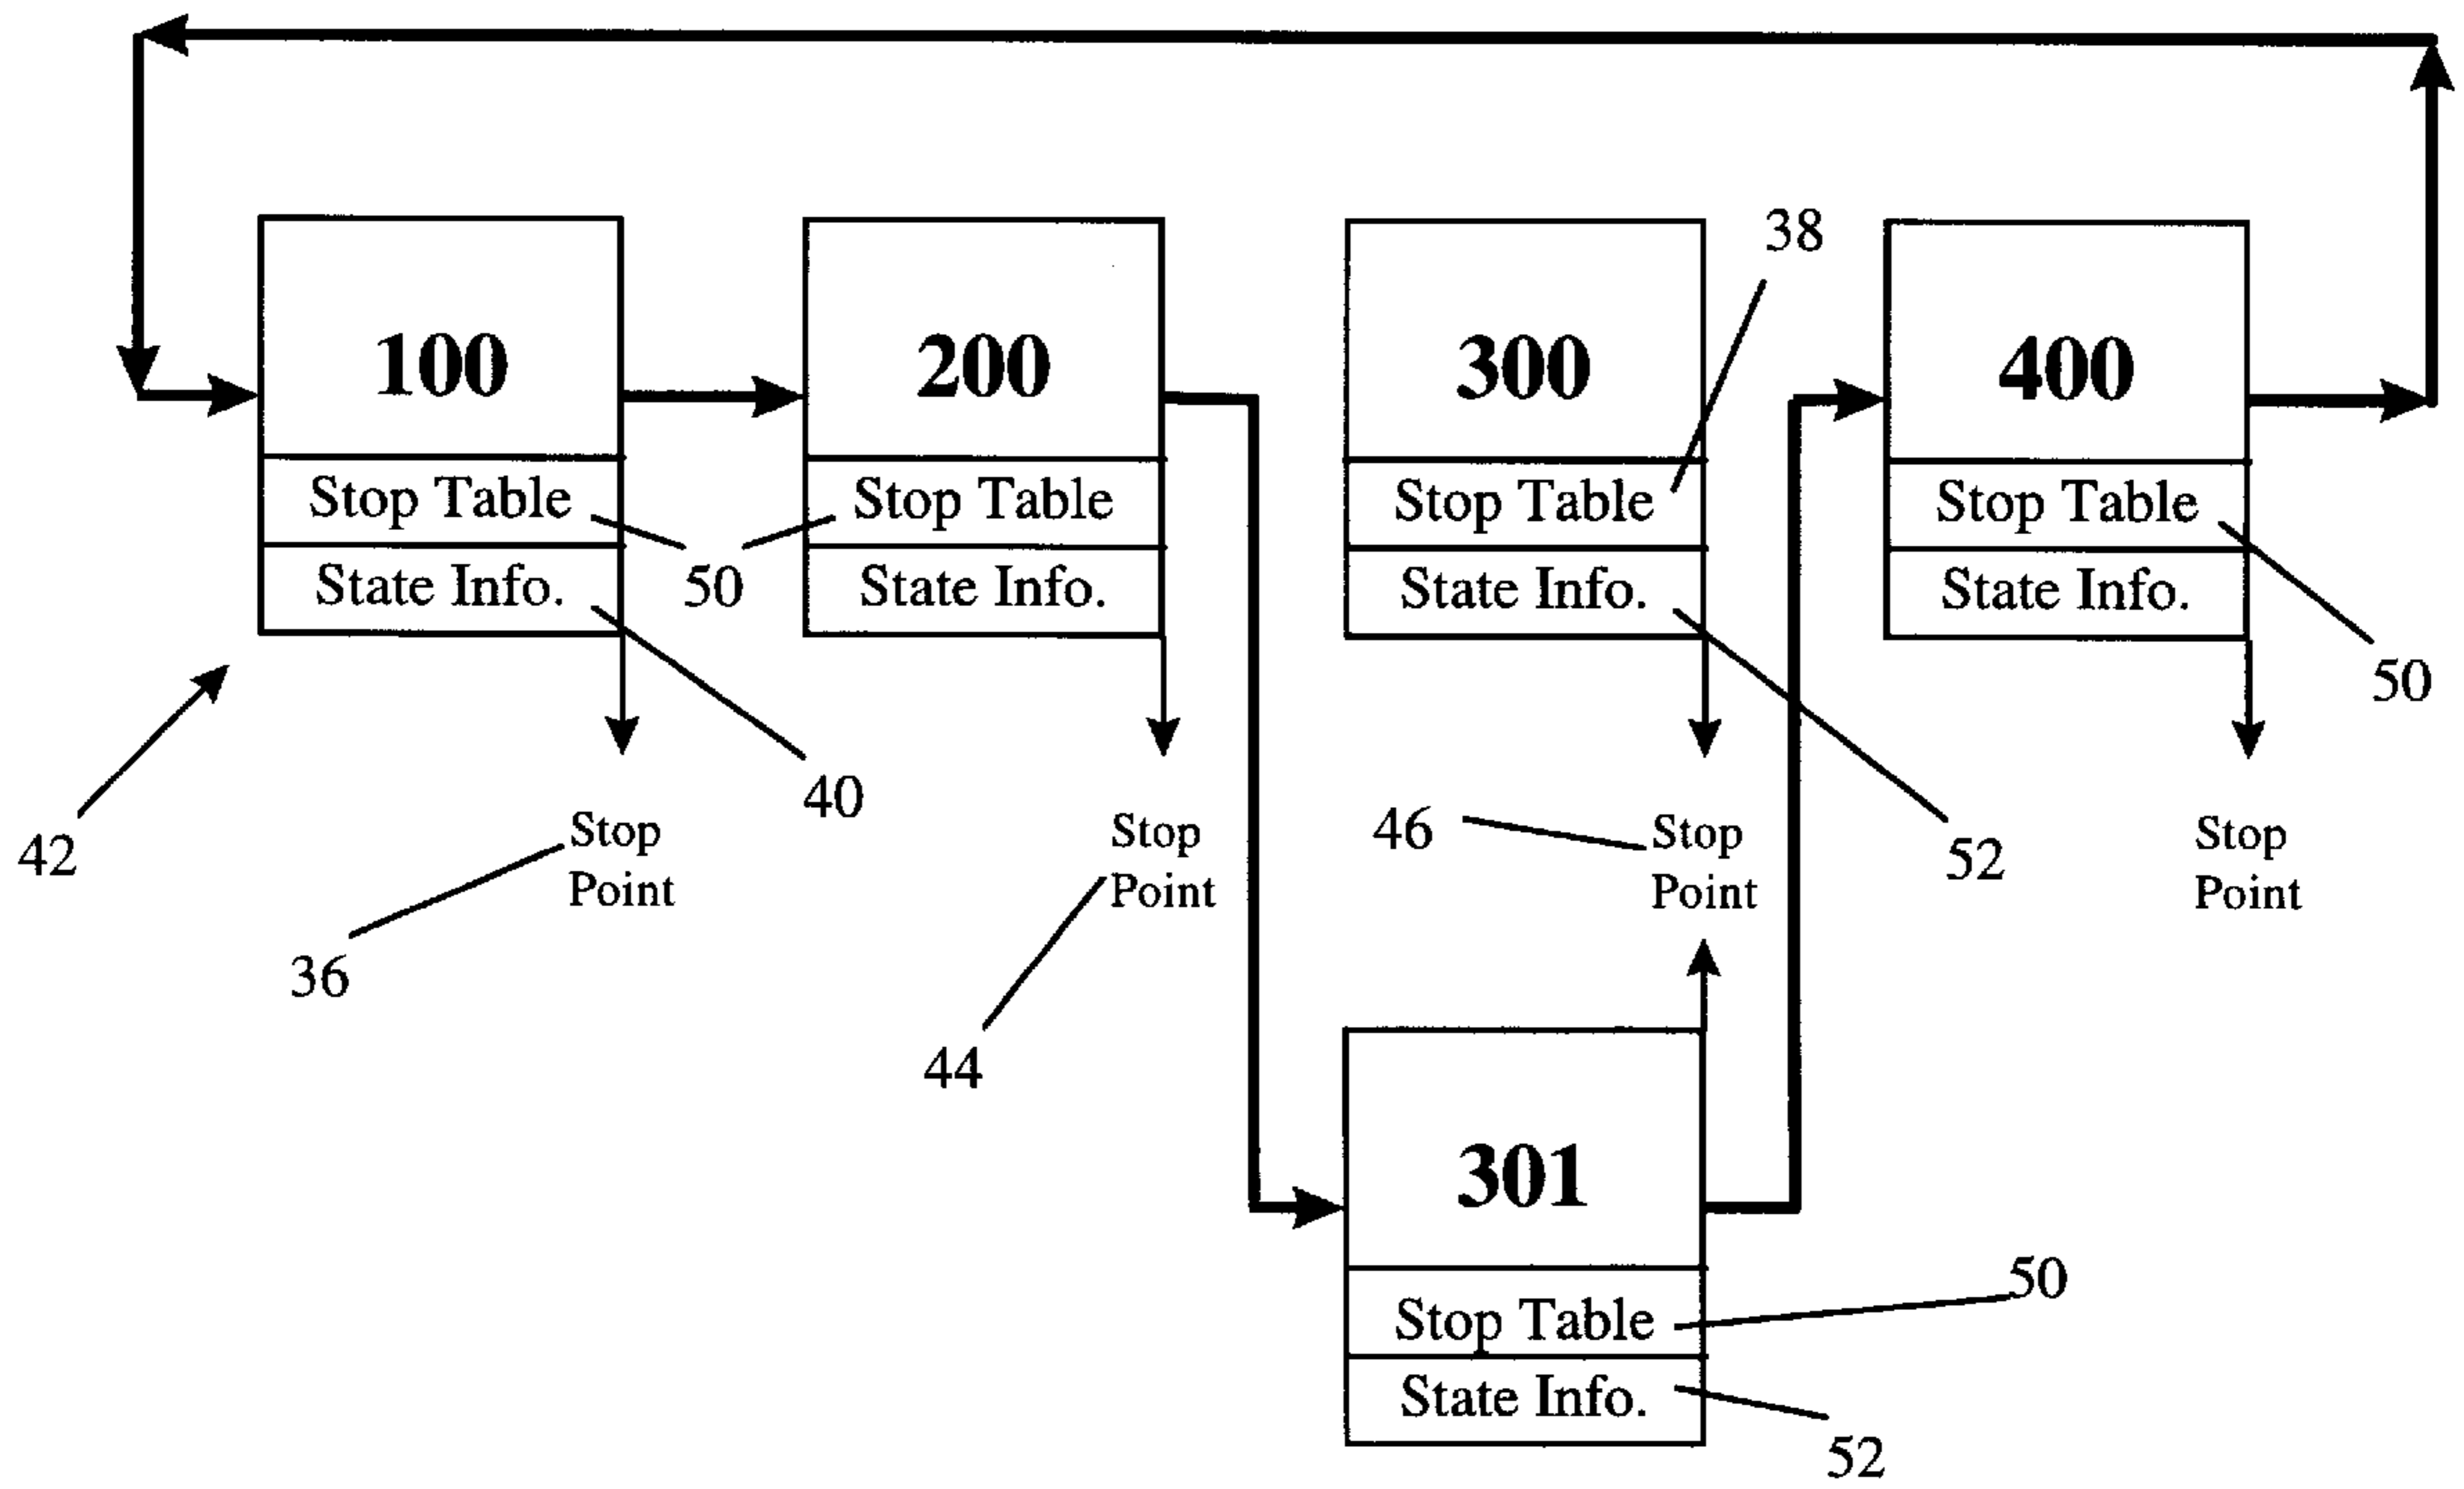 38
100
200
300
400
Stop Table
Stop Table
Stop Table
Stop Table
State Info.
50
State Info.
State Info.
State Info.
50
42
40
Stop
Point
Stop
Point
46
Stop
Point
52
Stop
Point
36
44
301
Stop Table
50
State Info.
52